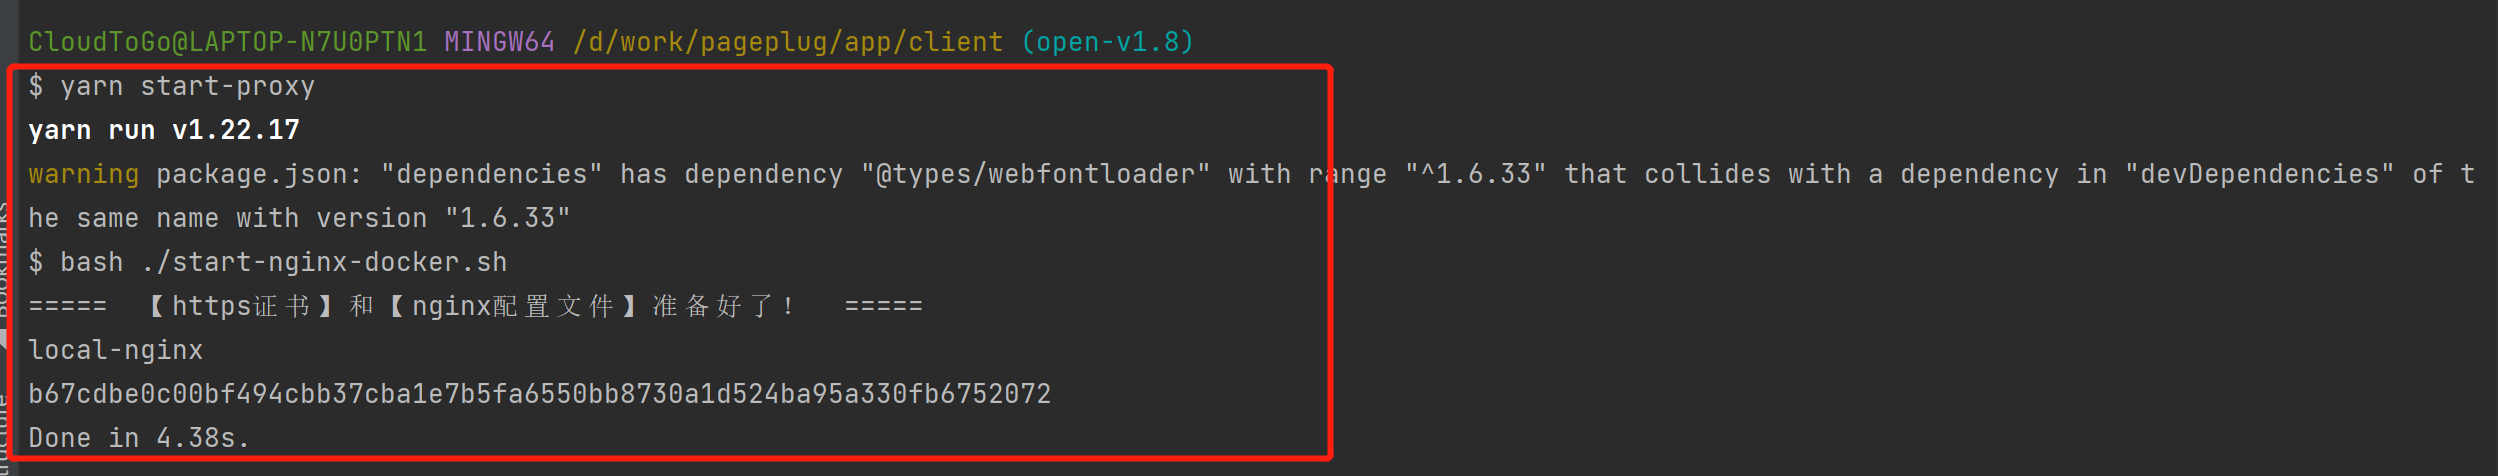 CloudToGo@LAPTOP-N7U0PTN1 MINGW64 /d/work/pageplug/app/client (open-v1.8)
$ yarn start-proxy
yarn run v1.22.17
warning package.json: "dependencies" has dependency "@types/webfontloader" with range "^1.6.33" that collides with a dependency in "devDependencies" of t
he same name with version "1.6.33"
$ bash ./start-nginx-docker.sh
===== 【https证书】和【nginx配置文件】准备好了！ =====
local-nginx
b67cdbe0c00bf494cbb37cba1e7b5fa6550bb8730a1d524ba95a330fb6752072
Done in 4.38s.